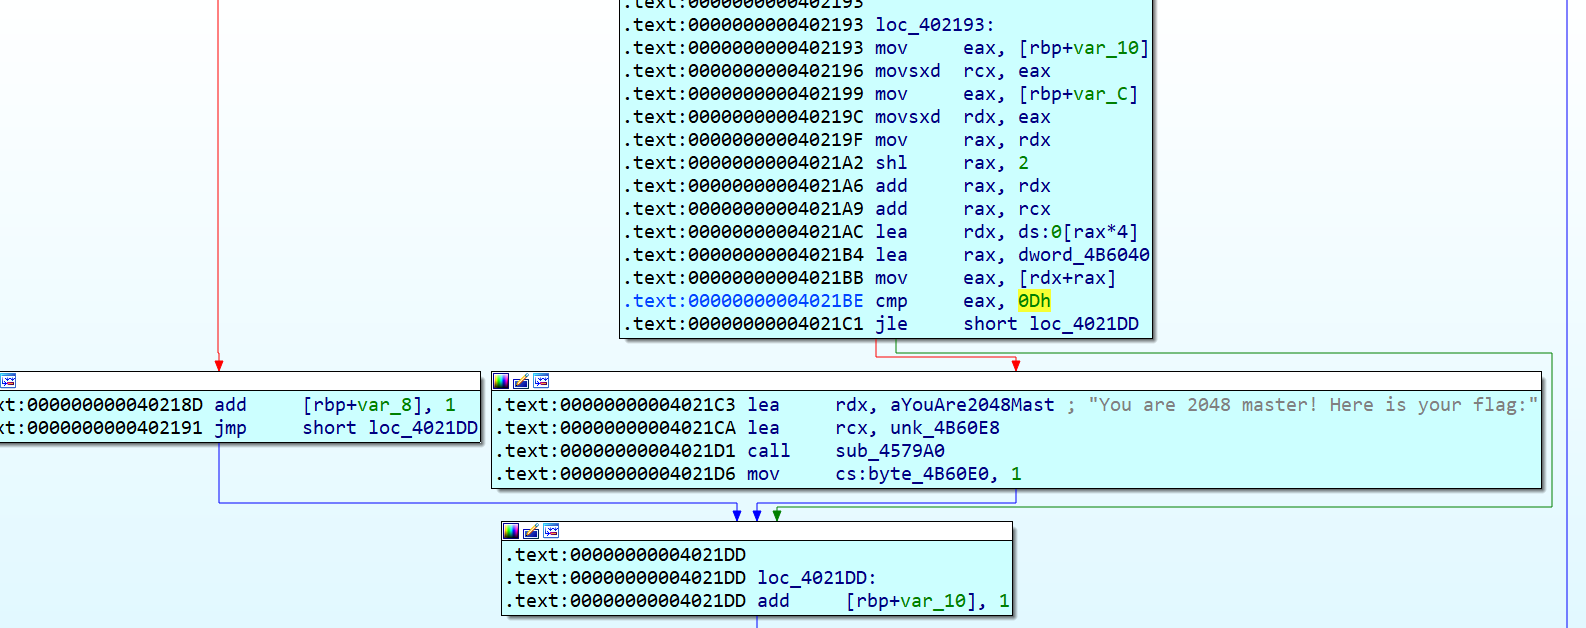 .text:0000000000402193
.text:0000000000402193 loc_402193:
.text:0000000000402193 mov     eax, [rbp+var_10]
.text:0000000000402196 movsxd  rcx, eax
.text:0000000000402199 mov     eax, [rbp+var_C]
.text:000000000040219C movsxd  rdx, eax
.text:000000000040219F mov     rax, rdx
.text:00000000004021A2 shl     rax, 2
.text:00000000004021A6 add     rax, rdx
.text:00000000004021A9 add     rax, rcx
.text:00000000004021AC lea     rdx, ds:0[rax*4]
.text:00000000004021B4 lea     rax, dword_4B6040
.text:00000000004021BB mov     eax, [rdx+rax]
.text:00000000004021BE cmp     eax, 0Dh
.text:00000000004021C1 jle     short loc_4021DD
xt:000000000040218D add     [rbp+var_8], 1
xt:0000000000402191 jmp     short loc_4021DD
.text:00000000004021C3 lea     rdx, aYouAre2048Mast ; "You are 2048 master! Here is your flag:"
.text:00000000004021CA lea     rcx, unk_4B60E8
.text:00000000004021D1 call    sub_4579A0
.text:00000000004021D6 mov     cs:byte_4B60E0, 1
.text:00000000004021DD
.text:00000000004021DD loc_4021DD:
.text:00000000004021DD add     [rbp+var_10], 1